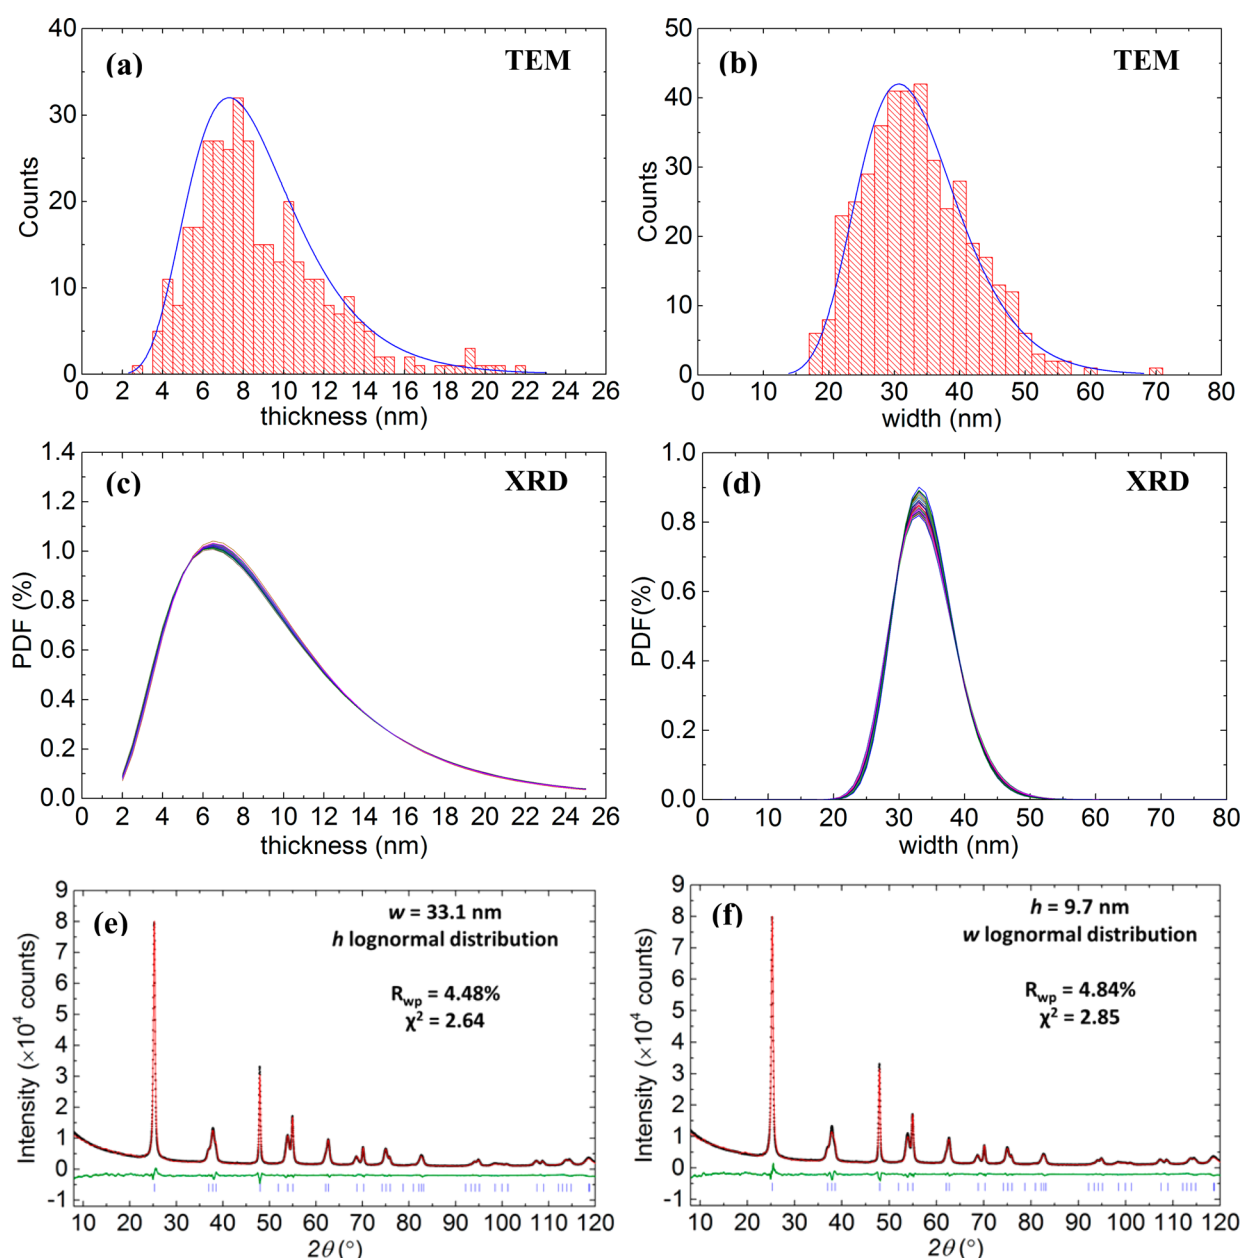 (a)
TEM
Counts
40
30
20
10
0
0 2 4 6 8 10 12 14 16 18 20 22 24 26
thickness (nm)
(b)
TEM
Counts
50
40
30
20
10
0
0 10 20 30 40 50 60 70 80
width (nm)
(c)
XRD
PDF (%)
1.4
1.2
1.0
0.8
0.6
0.4
0.2
0.0
0 2 4 6 8 10 12 14 16 18 20 22 24 26
thickness (nm)
(d)
XRD
PDF(%)
1.0
0.8
0.6
0.4
0.2
0.0
0 10 20 30 40 50 60 70 80
width (nm)
(e)
w = 33.1 nm
h lognormal distribution
Rwp = 4.48%
χ² = 2.64
Intensity (×10⁴ counts)
9
8
7
6
5
4
3
2
1
0
-1
10 20 30 40 50 60 70 80 90 100 110 120
2θ (°)
(f)
h = 9.7 nm
w lognormal distribution
Rwp = 4.84%
χ² = 2.85
Intensity (×10⁴ counts)
9
8
7
6
5
4
3
2
1
0
-1
10 20 30 40 50 60 70 80 90 100 110 120
2θ (°)